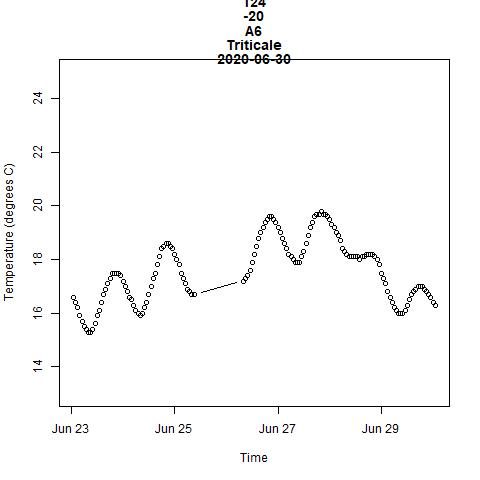 124
-20
A6
Triticale
2020-06-30
Temperature (degrees C)
24
22
20
18
16
14
Jun 23
Jun 25
Jun 27
Jun 29
Time